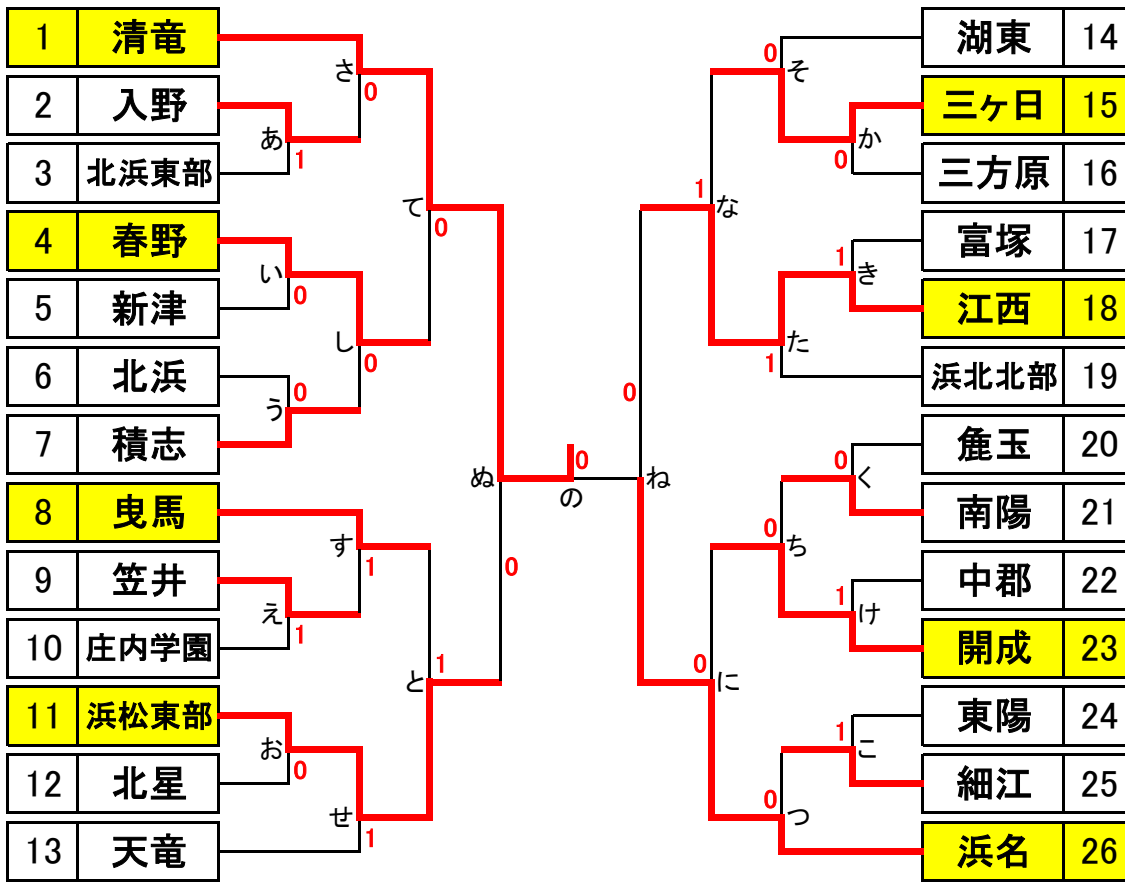 1 清竜
2 入野
3 北浜東部
4 春野
5 新津
6 北浜
7 積志
8 曳馬
9 笠井
10 庄内学園
11 浜松東部
12 北星
13 天竜
さ
0
あ
1
て
0
い
0
し
0
0
う
ぬ
0
す
1
え
1
1
と
お
0
せ
1
0
の
0
そ
か
0
1
な
1
き
た
1
0
ね
0
く
0
ち
1
け
0
に
1
こ
0
つ
湖東 14
三ヶ日 15
三方原 16
富塚 17
江西 18
浜北北部 19
麁玉 20
南陽 21
中郡 22
開成 23
東陽 24
細江 25
浜名 26